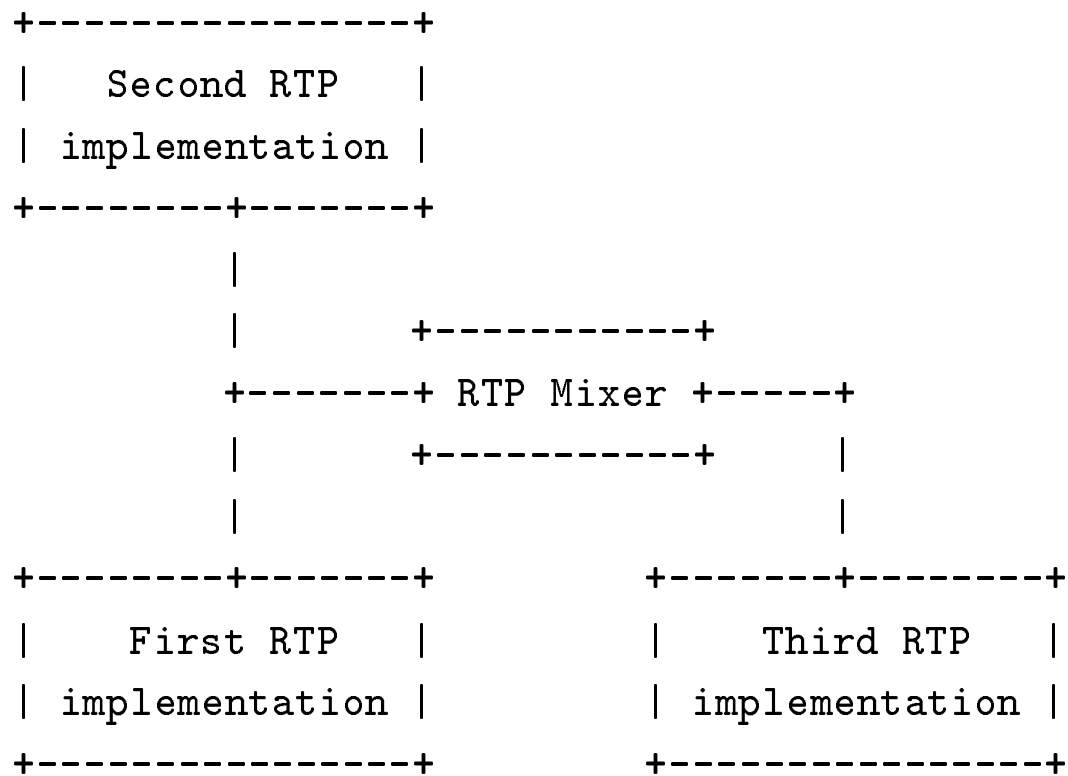 +-----------------+
|   Second RTP   |
| implementation |
+--------+-------+
         |
         |       +-----------+
         +-------+ RTP Mixer +-----+
         |       +-----------+     |
         |                         |
+--------+-------+         +-------+--------+
|    First RTP   |         |    Third RTP   |
| implementation |         | implementation |
+----------------+         +----------------+